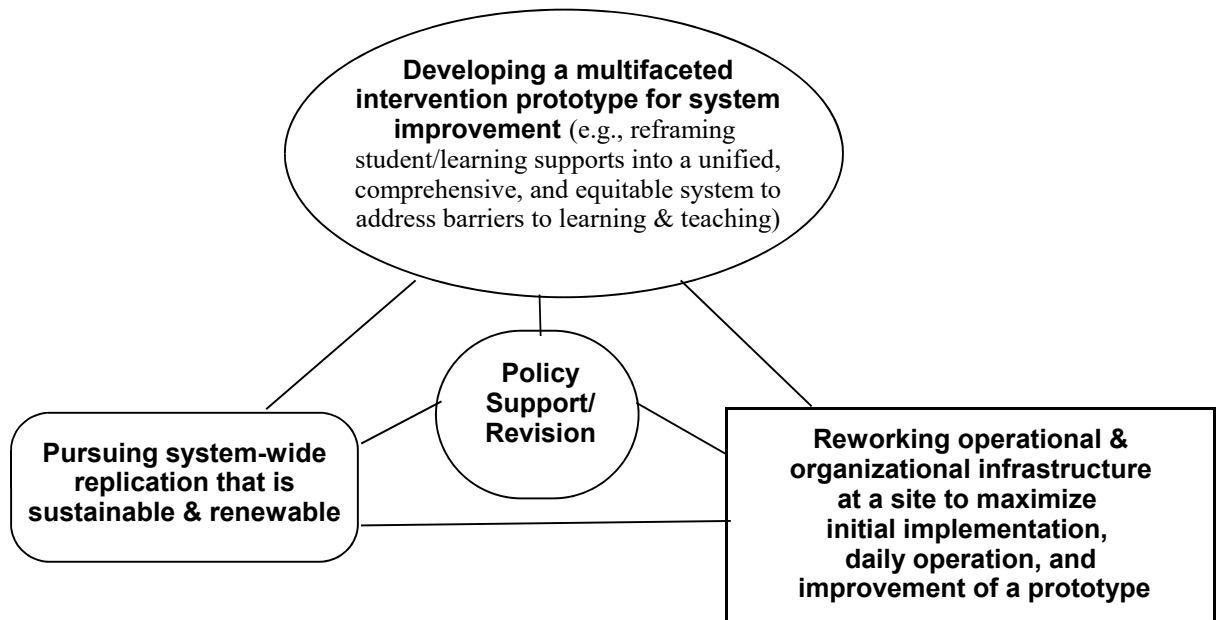 Developing a multifaceted
intervention prototype for system
improvement (e.g., reframing
student/learning supports into a unified,
comprehensive, and equitable system to
address barriers to learning & teaching)
Policy
Support/
Revision
Pursuing system-wide
replication that is
sustainable & renewable
Reworking operational &
organizational infrastructure
at a site to maximize
initial implementation,
daily operation, and
improvement of a prototype